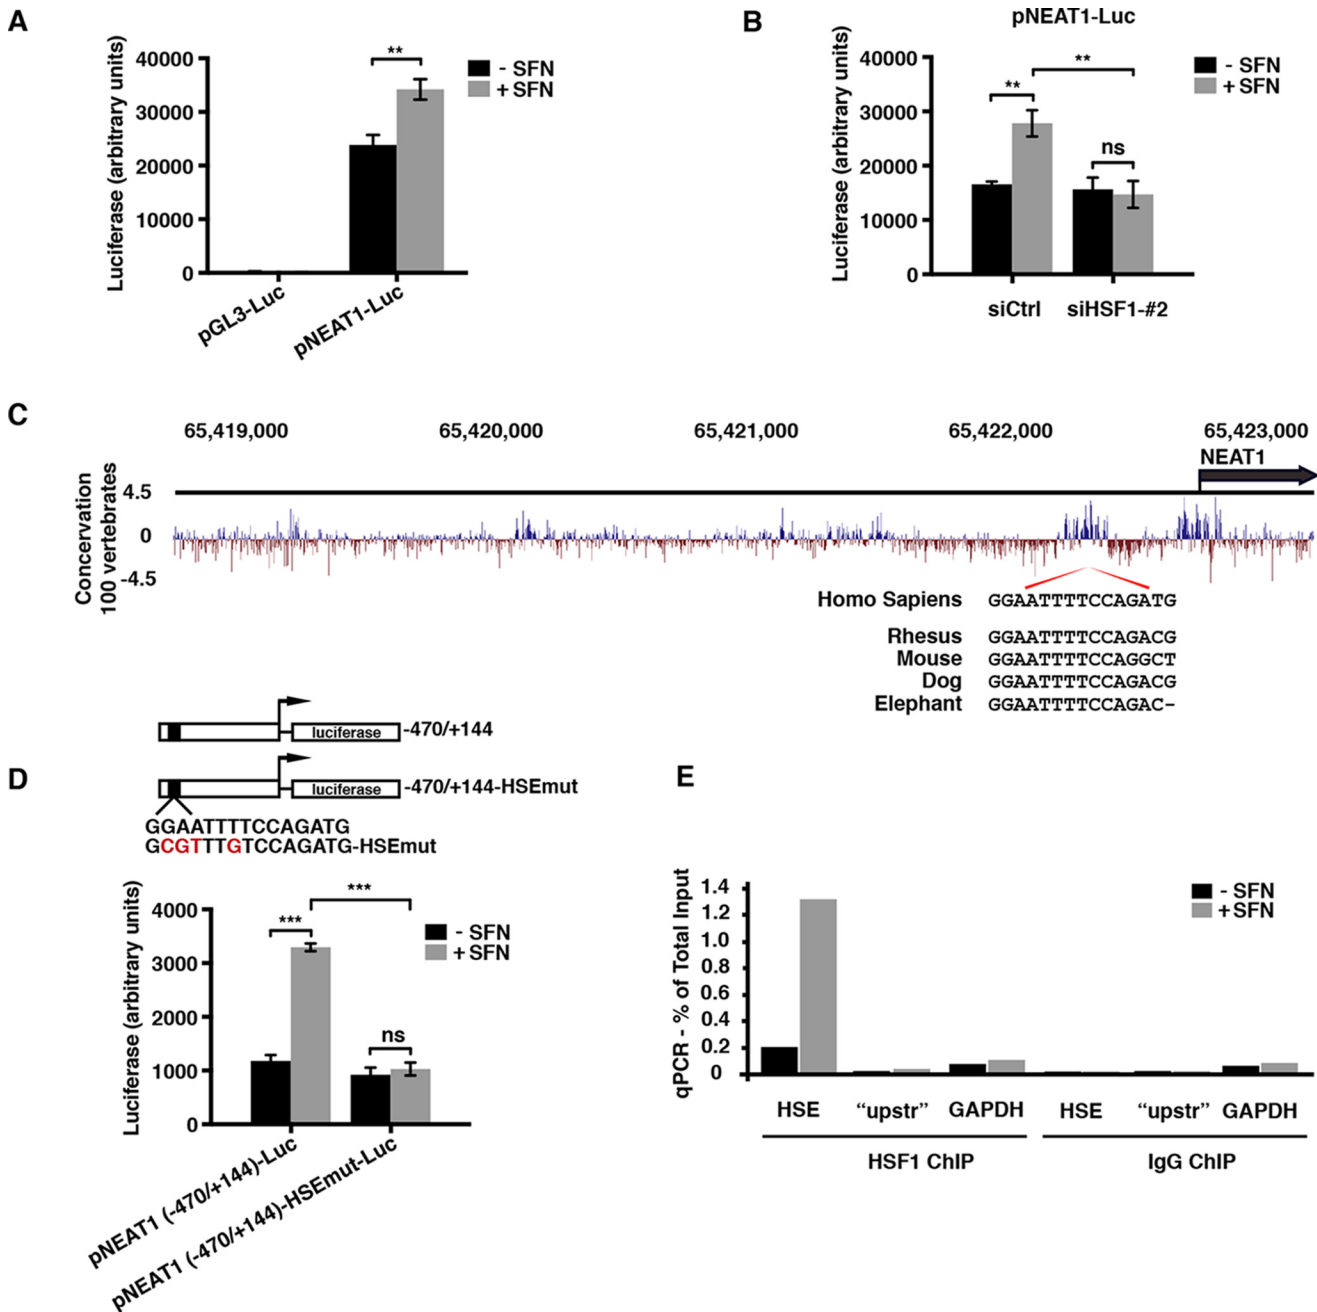 A
Luciferase (arbitrary units)
40000
30000
20000
10000
0
**
- SFN
+ SFN
pGL3-Luc
pNEAT1-Luc
B
pNEAT1-Luc
Luciferase (arbitrary units)
40000
30000
20000
10000
0
**
**
ns
- SFN
+ SFN
siCtrl
siHSF1-#2
C
65,419,000 65,420,000 65,421,000 65,422,000 65,423,000
NEAT1
Concervation
100 vertebrates
4.5
0
-4.5
Homo Sapiens GGAATTTTCCAGATG
Rhesus GGAATTTTCCAGACG
Mouse GGAATTTTCCAGGCT
Dog GGAATTTTCCAGACG
Elephant GGAATTTTCCAGAC-
D
luciferase -470/+144
luciferase -470/+144-HSEmut
GGAATTTTCCAGATG
GCGTTTGTCCAGATG-HSEmut
Luciferase (arbitrary units)
4000
3000
2000
1000
0
***
***
ns
- SFN
+ SFN
pNEAT1 (-470/+144)-Luc
pNEAT1 (-470/+144)-HSEmut-Luc
E
qPCR - % of Total Input
1.4
1.2
1.0
0.8
0.6
0.4
0.2
0
- SFN
+ SFN
HSE “upstr” GAPDH HSE “upstr” GAPDH
HSF1 ChIP IgG ChIP